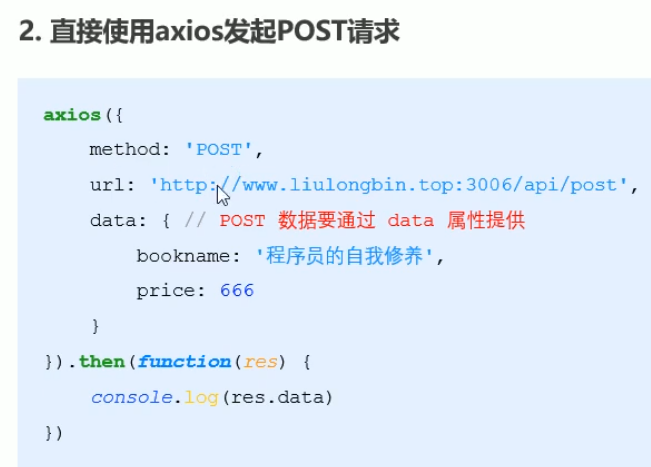 2. 直接使用axios发起POST请求
axios({
    method: 'POST',
    url: 'http://www.liulongbin.top:3006/api/post',
    data: { // POST 数据要通过 data 属性提供
        bookname: '程序员的自我修养',
        price: 666
    }
}).then(function(res) {
    console.log(res.data)
})